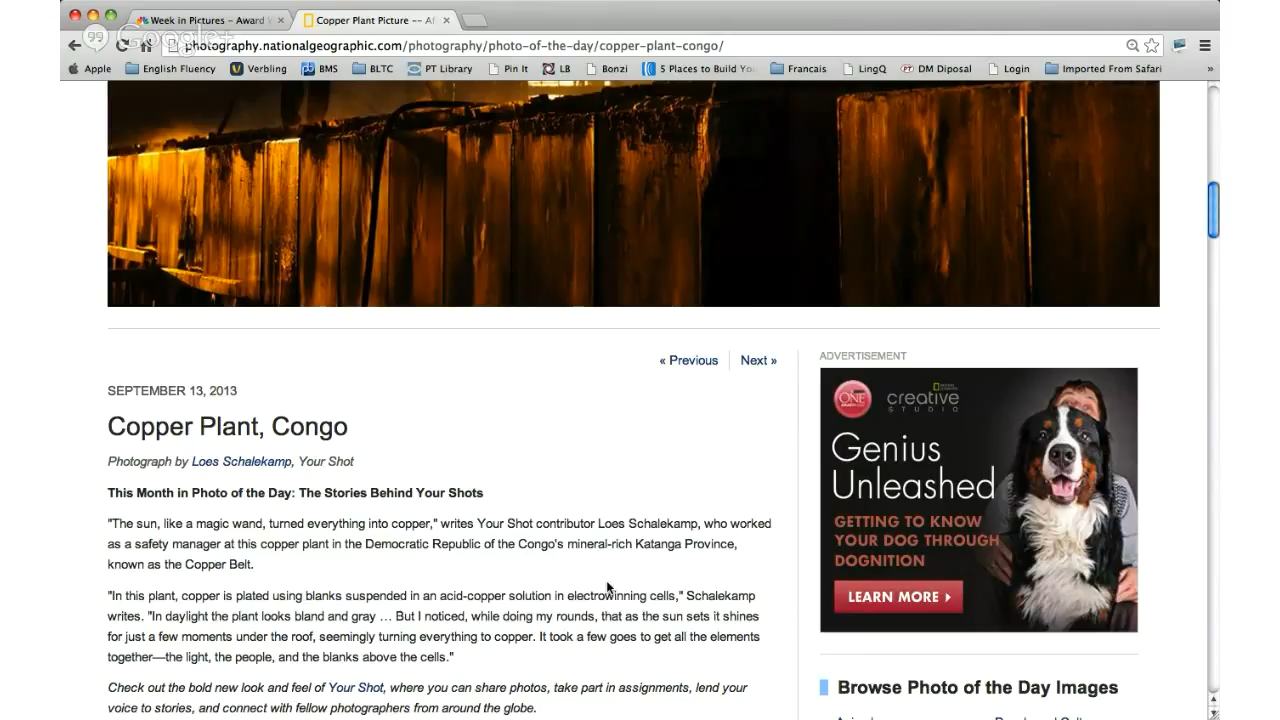 Week in Pictures – Award
Copper Plant Picture -- A
Google+
photography.nationalgeographic.com/photography/photo-of-the-day/copper-plant-congo/
Apple English Fluency Verbling BMS BLTC PT Library Pin It LB Bonzi 5 Places to Build Yo Francais LingQ DM Diposal Login Imported From Safari »
« Previous Next »
ADVERTISEMENT
SEPTEMBER 13, 2013
Copper Plant, Congo
Photograph by Loes Schalekamp, Your Shot
This Month in Photo of the Day: The Stories Behind Your Shots
"The sun, like a magic wand, turned everything into copper," writes Your Shot contributor Loes Schalekamp, who worked
as a safety manager at this copper plant in the Democratic Republic of the Congo's mineral-rich Katanga Province,
known as the Copper Belt.
"In this plant, copper is plated using blanks suspended in an acid-copper solution in electrowinning cells," Schalekamp
writes. "In daylight the plant looks bland and gray … But I noticed, while doing my rounds, that as the sun sets it shines
for just a few moments under the roof, seemingly turning everything to copper. It took a few goes to get all the elements
together—the light, the people, and the blanks above the cells."
Check out the bold new look and feel of Your Shot, where you can share photos, take part in assignments, lend your
voice to stories, and connect with fellow photographers from around the globe.
ONE
creative
STUDIO
Genius
Unleashed
GETTING TO KNOW
YOUR DOG THROUGH
DOGNITION
LEARN MORE
Browse Photo of the Day Images